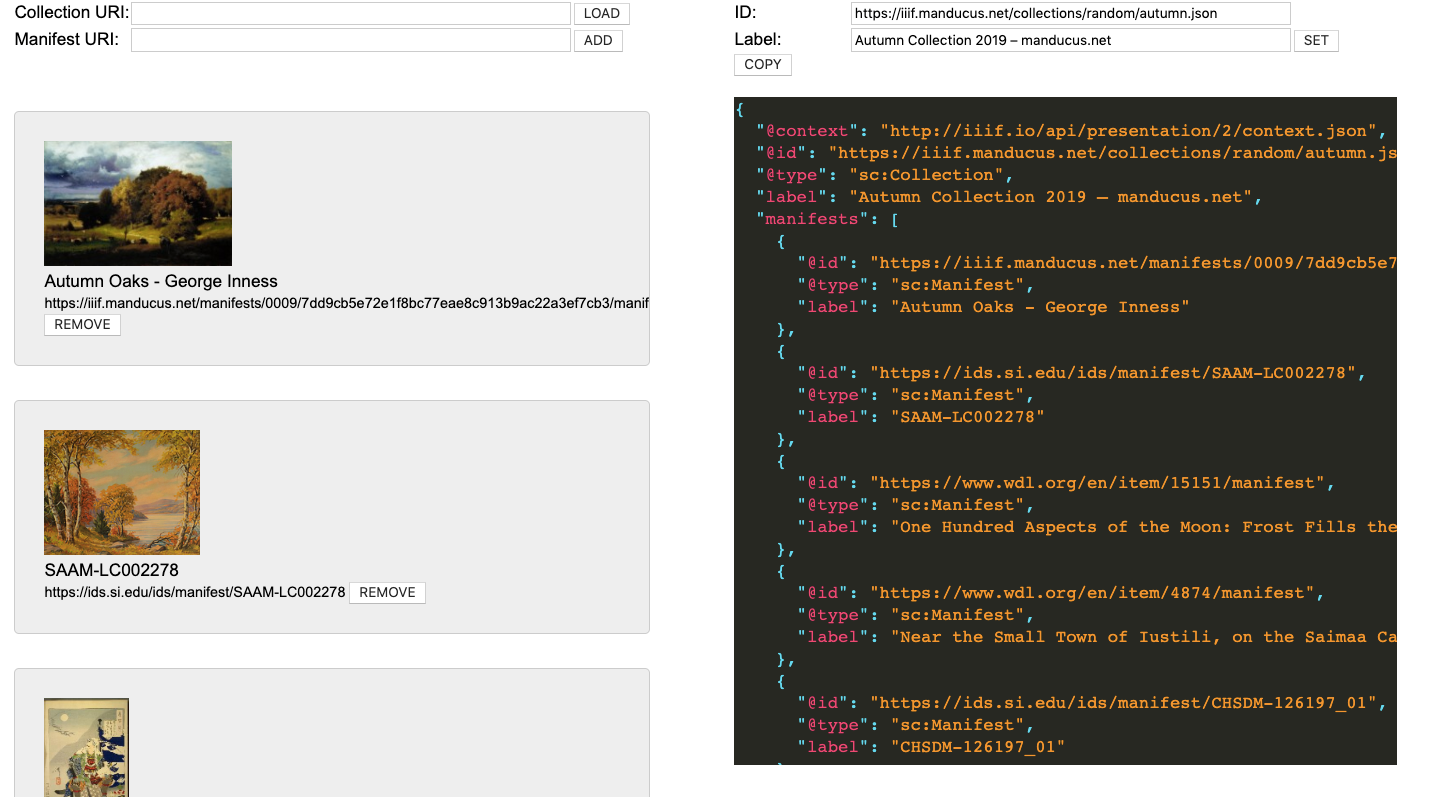 Collection URI: LOAD
Manifest URI: ADD
Autumn Oaks - George Inness
https://iiif.manducus.net/manifests/0009/7dd9cb5e72e1f8bc77eae8c913b9ac22a3ef7cb3/manif
REMOVE
SAAM-LC002278
https://ids.si.edu/ids/manifest/SAAM-LC002278 REMOVE
ID: https://iiif.manducus.net/collections/random/autumn.json
Label: Autumn Collection 2019 – manducus.net SET
COPY
{
"@context": "http://iiif.io/api/presentation/2/context.json",
"@id": "https://iiif.manducus.net/collections/random/autumn.js
"@type": "sc:Collection",
"label": "Autumn Collection 2019 – manducus.net",
"manifests": [
{
"@id": "https://iiif.manducus.net/manifests/0009/7dd9cb5e7
"@type": "sc:Manifest",
"label": "Autumn Oaks - George Inness"
},
{
"@id": "https://ids.si.edu/ids/manifest/SAAM-LC002278",
"@type": "sc:Manifest",
"label": "SAAM-LC002278"
},
{
"@id": "https://www.wdl.org/en/item/15151/manifest",
"@type": "sc:Manifest",
"label": "One Hundred Aspects of the Moon: Frost Fills the
},
{
"@id": "https://www.wdl.org/en/item/4874/manifest",
"@type": "sc:Manifest",
"label": "Near the Small Town of Iustili, on the Saimaa Ca
},
{
"@id": "https://ids.si.edu/ids/manifest/CHSDM-126197_01",
"@type": "sc:Manifest",
"label": "CHSDM-126197_01"